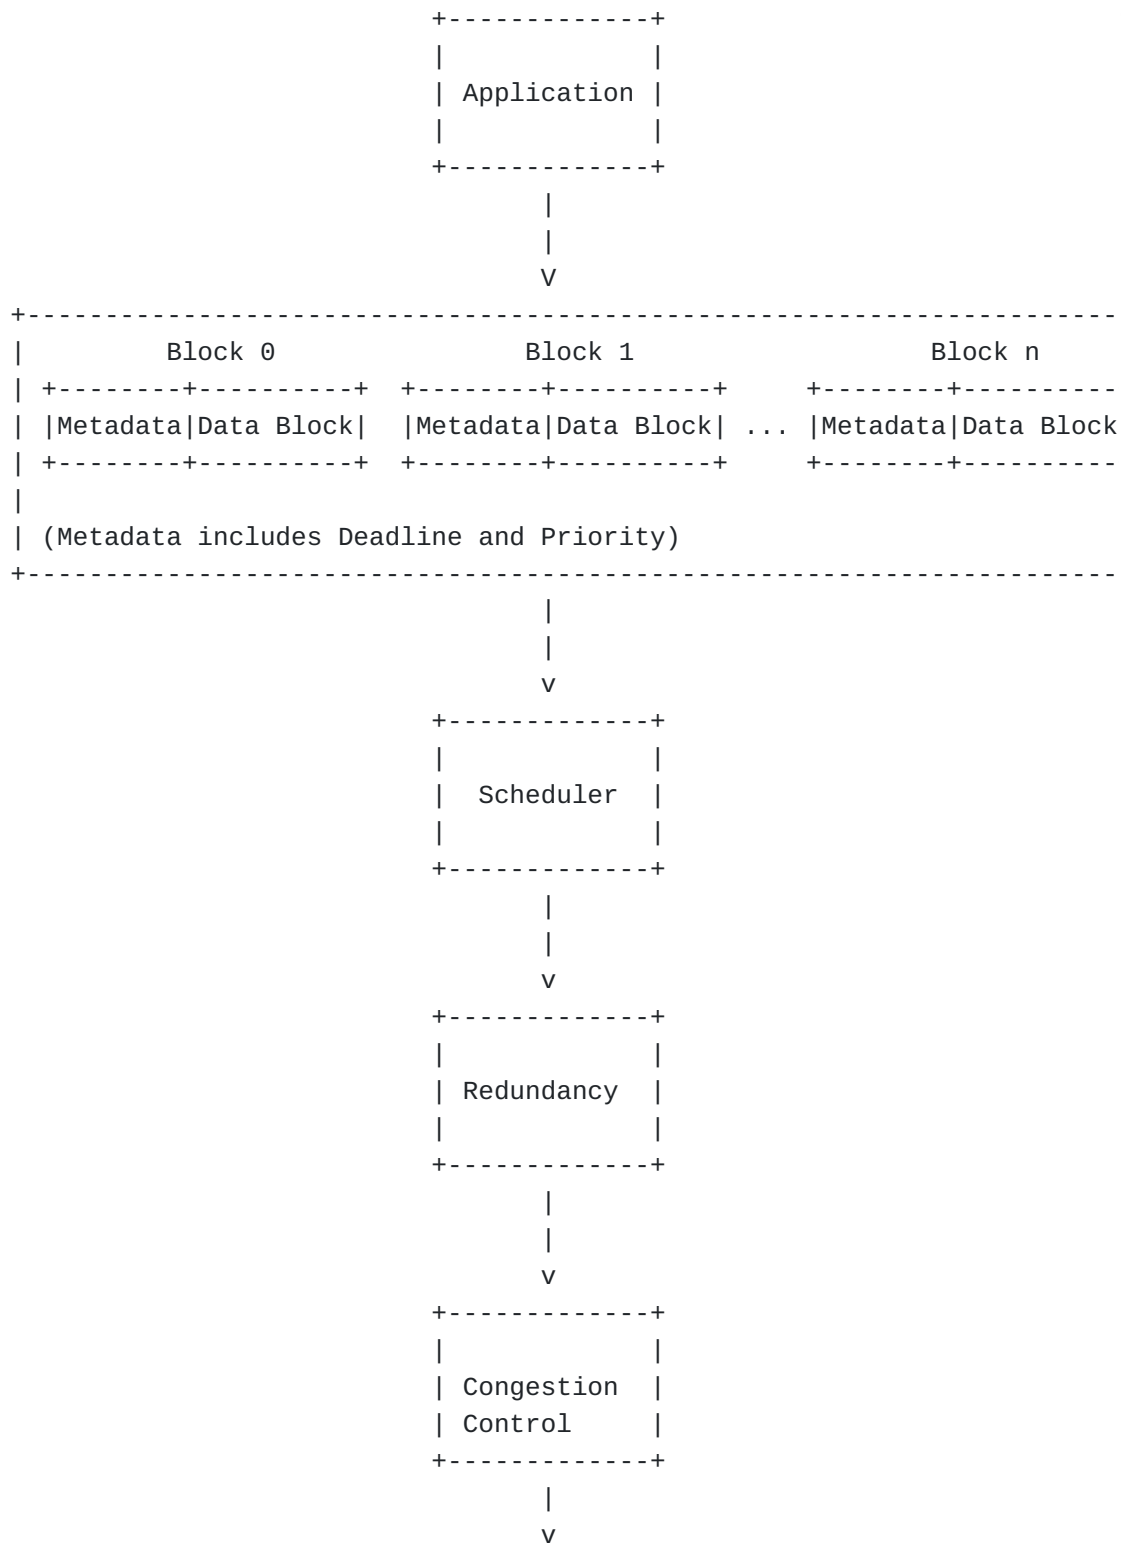 +-------------+
|             |
| Application |
|             |
+-------------+
|
|
V
+----------------------------------------------------------------------
|         Block 0                Block 1                   Block n
| +--------+----------+  +--------+----------+     +--------+----------
| |Metadata|Data Block|  |Metadata|Data Block| ... |Metadata|Data Block
| +--------+----------+  +--------+----------+     +--------+----------
|
| (Metadata includes Deadline and Priority)
+----------------------------------------------------------------------
|
|
v
+-------------+
|             |
|  Scheduler  |
|             |
+-------------+
|
|
v
+-------------+
|             |
| Redundancy  |
|             |
+-------------+
|
|
v
+-------------+
|             |
| Congestion  |
| Control     |
+-------------+
|
v